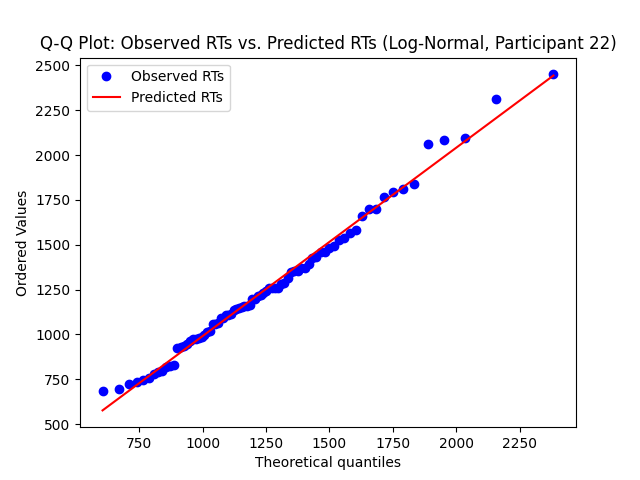 Q-Q Plot: Observed RTs vs. Predicted RTs (Log-Normal, Participant 22)
Observed RTs
Predicted RTs
Ordered Values
2500
2250
2000
1750
1500
1250
1000
750
500
750 1000 1250 1500 1750 2000 2250
Theoretical quantiles